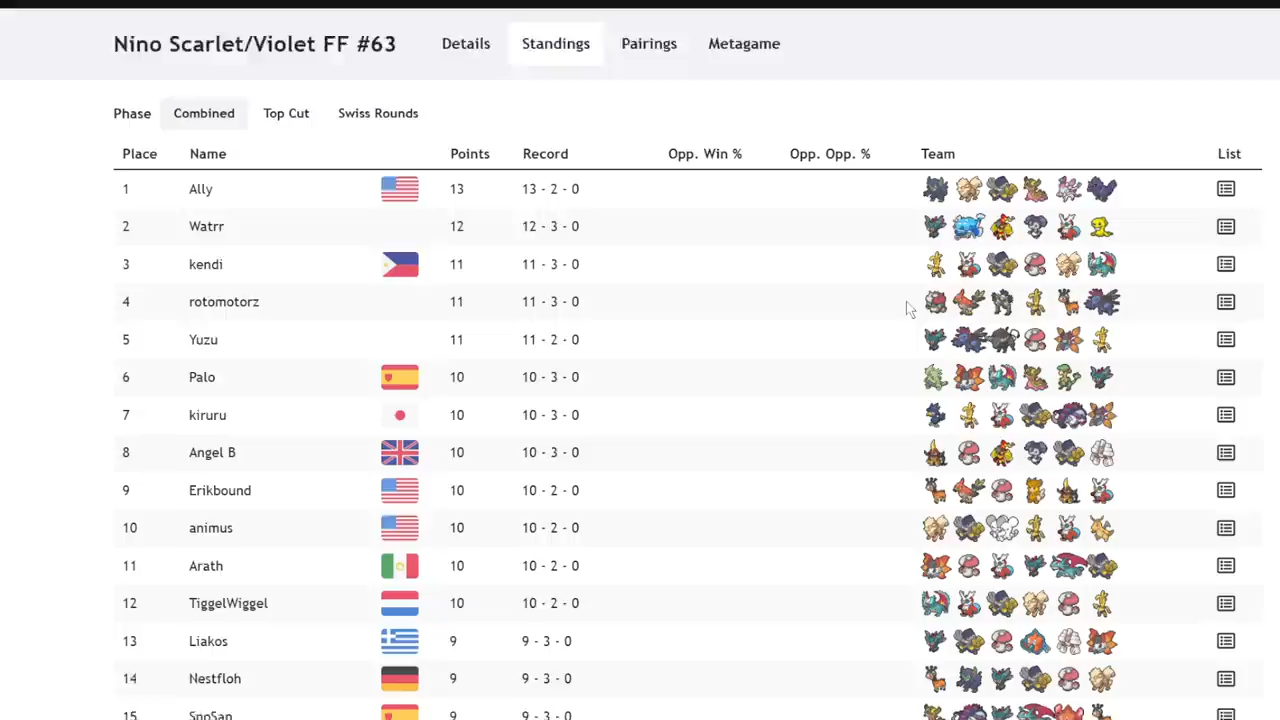 Nino Scarlet/Violet FF #63 Details Standings Pairings Metagame
Phase Combined Top Cut Swiss Rounds
Place Name Points Record Opp. Win % Opp. Opp. % Team List
1 Ally 13 13 - 2 - 0
2 Watrr 12 12 - 3 - 0
3 kendi 11 11 - 3 - 0
4 rotomotorz 11 11 - 3 - 0
5 Yuzu 11 11 - 2 - 0
6 Palo 10 10 - 3 - 0
7 kiruru 10 10 - 3 - 0
8 Angel B 10 10 - 3 - 0
9 Erikbound 10 10 - 2 - 0
10 animus 10 10 - 2 - 0
11 Arath 10 10 - 2 - 0
12 TiggelWiggel 10 10 - 2 - 0
13 Liakos 9 9 - 3 - 0
14 Nestfloh 9 9 - 3 - 0
15 SnoSan 9 9 - 3 - 0